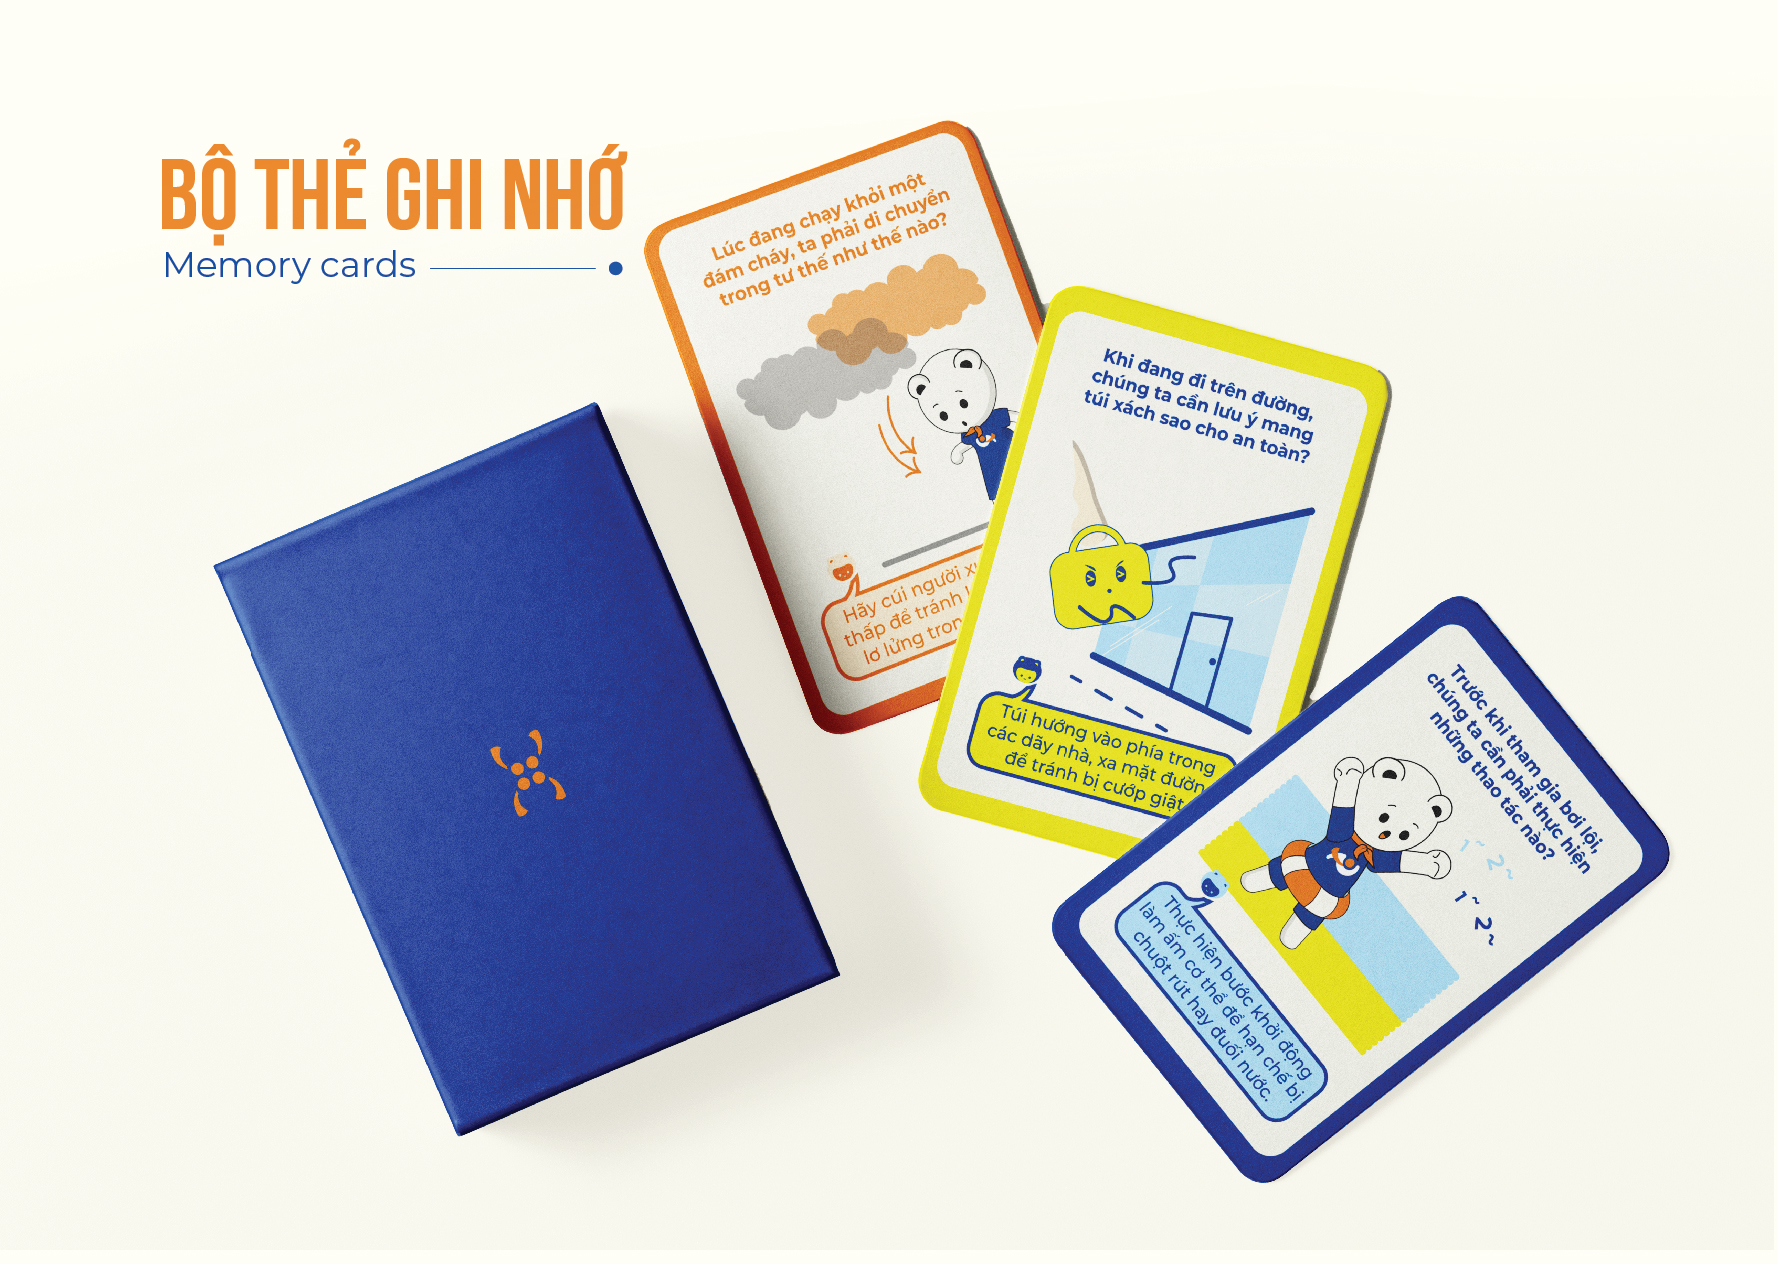 BỘ THẺ GHI NHỚ
Memory cards
Lúc đang chạy khỏi một
đám cháy, ta phải di chuyển
trong tư thế như thế nào?
Hãy cúi người
thấp để tránh
lơ lửng
Khi đang đi trên đường,
chúng ta cần lưu ý mang
túi xách sao cho an toàn?
Túi hướng vào phía trong
các dãy nhà, xa mặt
để tránh bị cướp giật
Trước khi tham gia bơi lội,
chúng ta cần phải thực hiện
những thao tác nào?
1 ~ 2 ~
1 ~ 2 ~
Thực hiện bước khởi động
làm ấm cơ thể để hạn chế bị
chuột rút hay đuối nước.